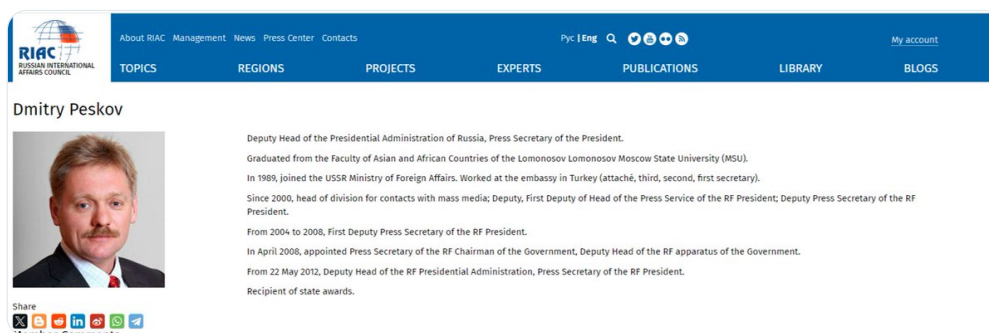 About RIAC Management News Press Center Contacts
Рус | Eng
My account
RIAC
RUSSIAN INTERNATIONAL
AFFAIRS COUNCIL
TOPICS REGIONS PROJECTS EXPERTS PUBLICATIONS LIBRARY BLOGS
Dmitry Peskov
Deputy Head of the Presidential Administration of Russia, Press Secretary of the President.
Graduated from the Faculty of Asian and African Countries of the Lomonosov Lomonosov Moscow State University (MSU).
In 1989, joined the USSR Ministry of Foreign Affairs. Worked at the embassy in Turkey (attaché, third, second, first secretary).
Since 2000, head of division for contacts with mass media; Deputy, First Deputy of Head of the Press Service of the RF President; Deputy Press Secretary of the RF
President.
From 2004 to 2008, First Deputy Press Secretary of the RF President.
In April 2008, appointed Press Secretary of the RF Chairman of the Government, Deputy Head of the RF apparatus of the Government.
From 22 May 2012, Deputy Head of the RF Presidential Administration, Press Secretary of the RF President.
Recipient of state awards.
Share